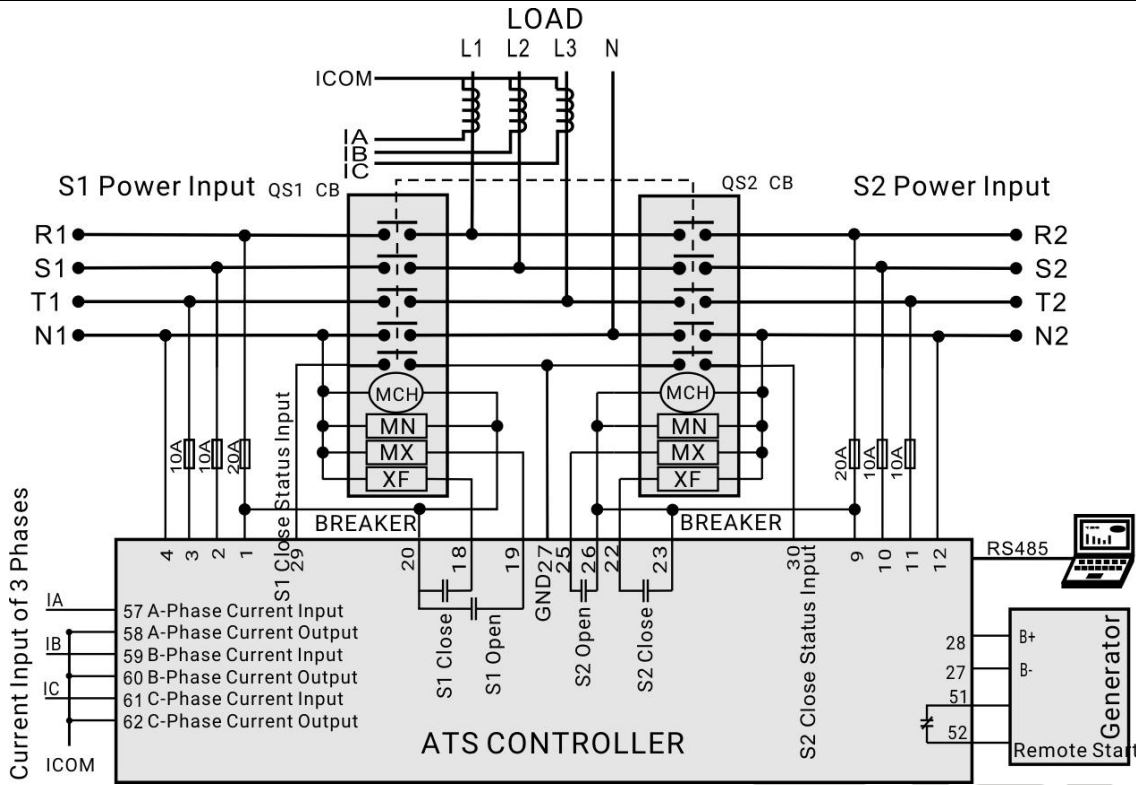 LOAD
L1 L2 L3 N
ICOM
IA
IB
IC
S1 Power Input QS1 CB QS2 CB S2 Power Input
R1 R2
S1 S2
T1 T2
N1 N2
MCH MCH
MN MN
MX MX
XF XF
10A 10A 20A 20A 10A 10A
BREAKER BREAKER
S1 Close Status Input
4 3 2 1 29 20 18 19 27 25 26 22 23 30 9 10 11 12
GND
RS485
S1 Close
S1 Open
S2 Open
S2 Close
S2 Close Status Input
Current Input of 3 Phases
IA
57 A-Phase Current Input
58 A-Phase Current Output
IB
59 B-Phase Current Input
60 B-Phase Current Output
IC
61 C-Phase Current Input
62 C-Phase Current Output
ICOM
ATS CONTROLLER
28 B+
27 B-
51
52 Remote Start
Generator